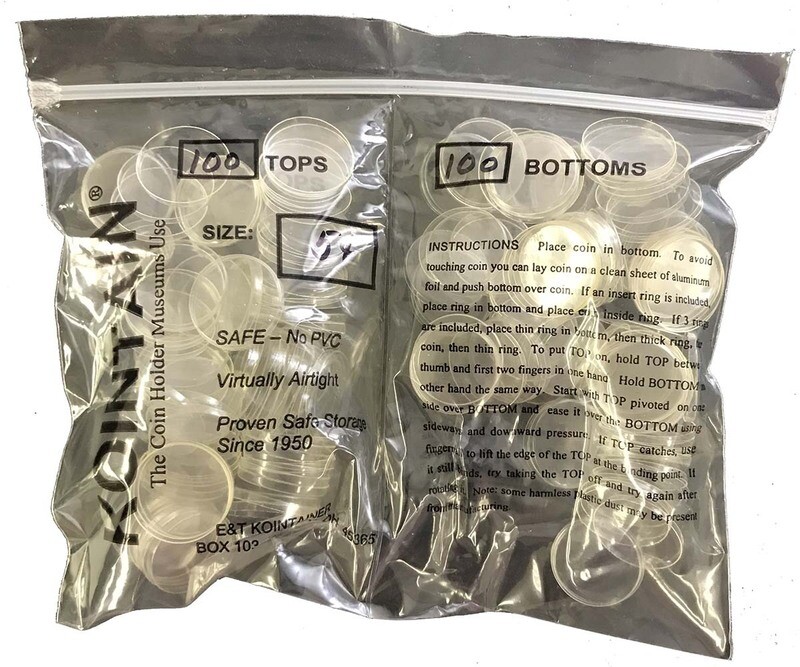 KOINTAIN®
The Coin Holder Museums Use
100 TOPS
SIZE:
SAFE – No PVC
Virtually Airtight
Proven Safe Storage
Since 1950
E&T KOINTAINER
BOX 103
100 BOTTOMS
INSTRUCTIONS Place coin in bottom. To avoid
touching coin you can lay coin on a clean sheet of aluminum
foil and push bottom over coin. If an insert ring is included,
place ring in bottom and place coin inside ring. If 3 rings
are included, place thin ring in bottom, then thick ring, to
coin, then thin ring. To put TOP on, hold TOP between
thumb and first two fingers in one hand Hold BOTTOM in
other hand the same way. Start with TOP pivoted on one
side over BOTTOM and ease it over the BOTTOM using
sideways and downward pressure. If TOP catches, use
fingernail to lift the edge of the TOP at the binding point. If
it still binds, try taking the TOP off and try again after
rotating it. Note: some harmless plastic dust may be present
from manufacturing.